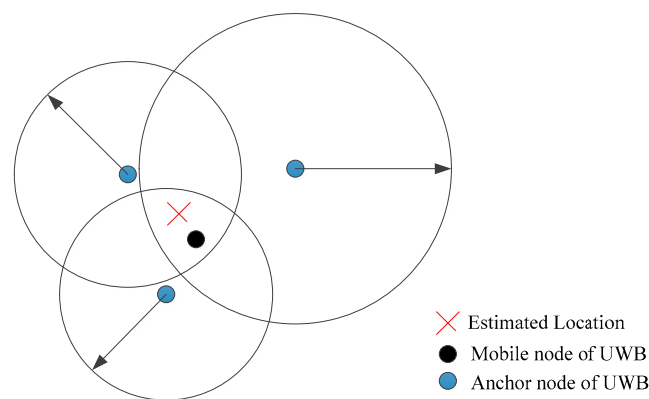 Estimated Location
Mobile node of UWB
Anchor node of UWB